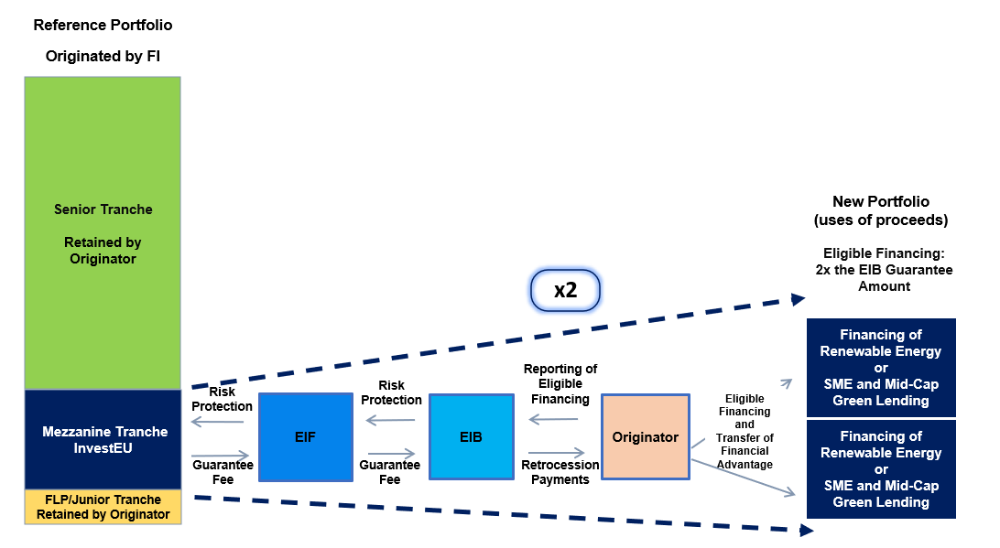 Reference Portfolio
Originated by FI
Senior Tranche
Retained by
Originator
Mezzanine Tranche
InvestEU
FLP/Junior Tranche
Retained by Originator
Risk
Protection
Guarantee
Fee
EIF
Risk
Protection
Guarantee
Fee
EIB
x2
Reporting of
Eligible
Financing
Retrocession
Payments
Originator
Eligible
Financing
and
Transfer of
Financial
Advantage
New Portfolio
(uses of proceeds)
Eligible Financing:
2x the EIB Guarantee
Amount
Financing of
Renewable Energy
or
SME and Mid-Cap
Green Lending
Financing of
Renewable Energy
or
SME and Mid-Cap
Green Lending